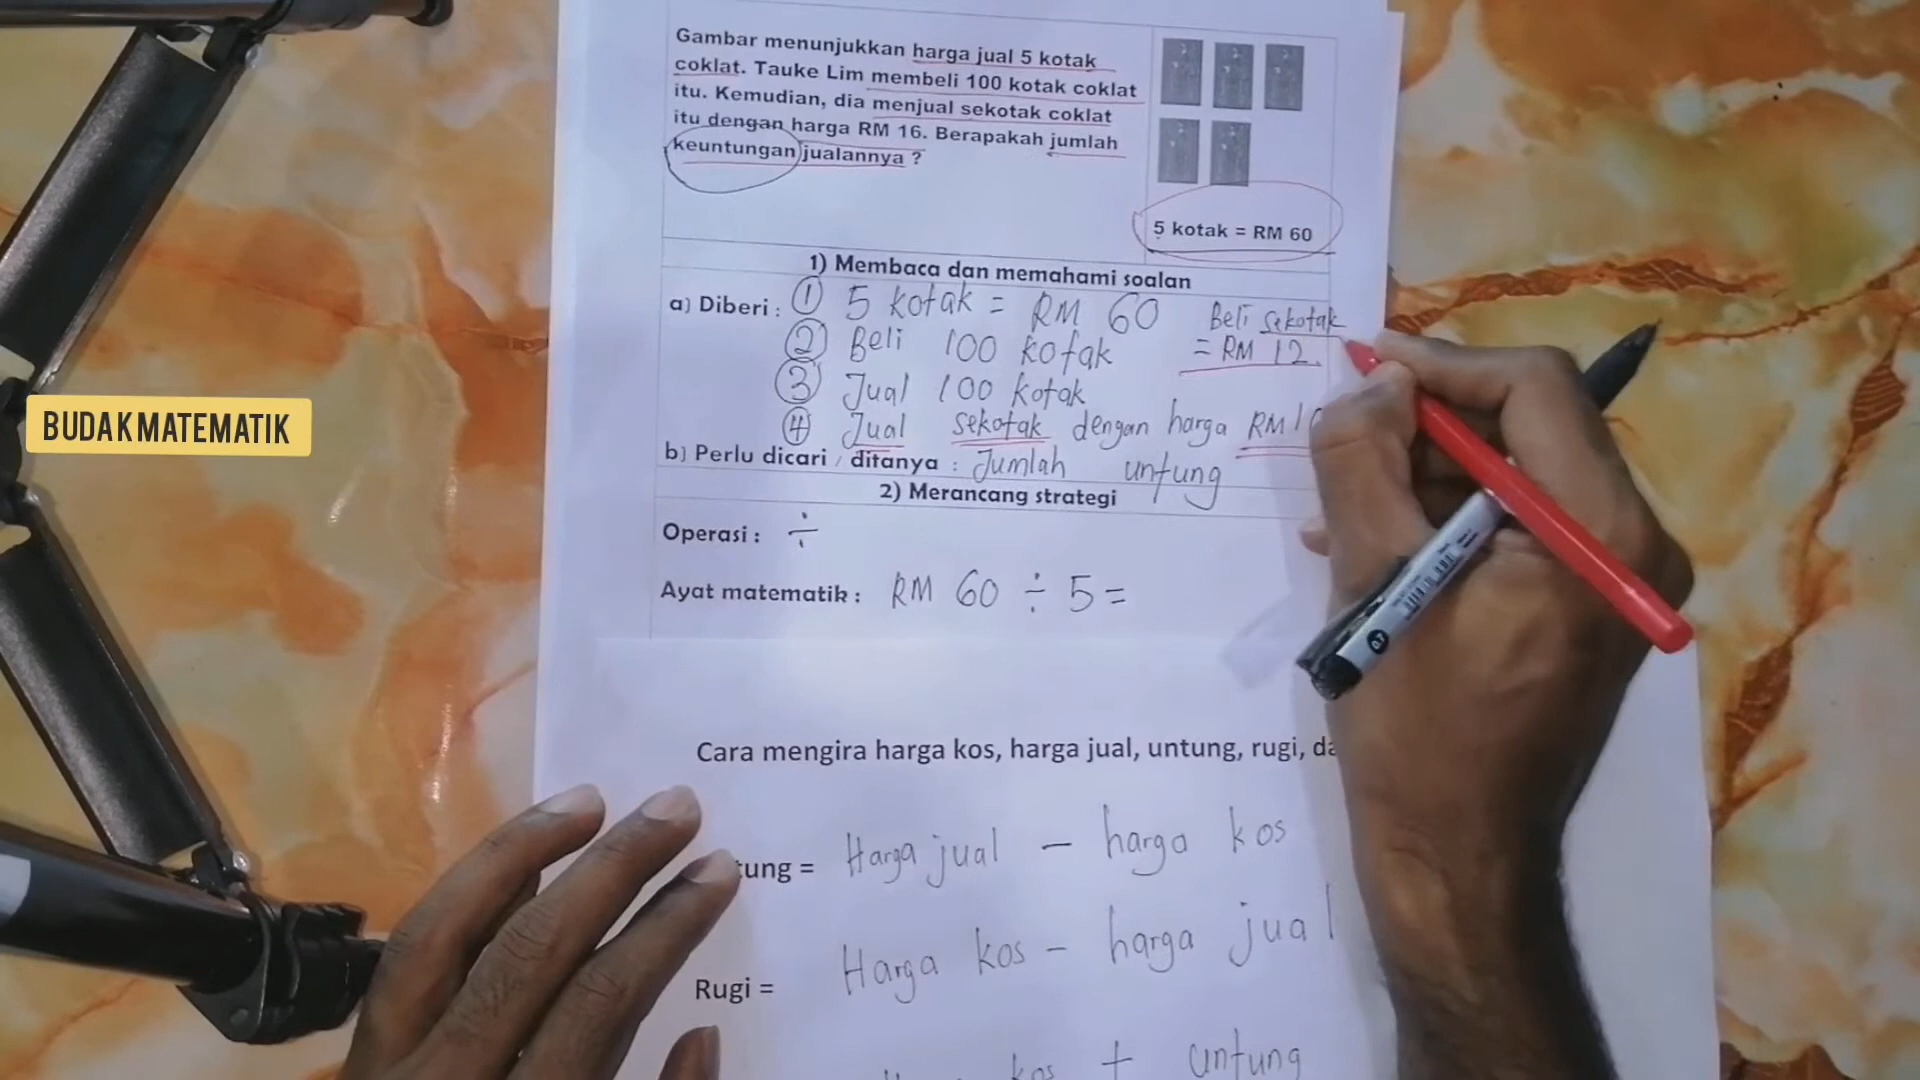 Gambar menunjukkan harga jual 5 kotak
coklat. Tauke Lim membeli 100 kotak coklat
itu. Kemudian, dia menjual sekotak coklat
itu dengan harga RM 16. Berapakah jumlah
keuntungan jualannya ?
5 kotak = RM 60
1) Membaca dan memahami soalan
a) Diberi : ① 5 kotak = RM 60
Beli sekotak
= RM 12
② Beli 100 kotak
③ Jual 100 kotak
④ Jual sekotak dengan harga RM
b) Perlu dicari / ditanya : Jumlah untung
2) Merancang strategi
Operasi : ÷
Ayat matematik : RM 60 ÷ 5 =
BUDAK MATEMATIK
Cara mengira harga kos, harga jual, untung, rugi,
= Harga jual - harga kos
Rugi = Harga kos - harga jual
kos + untung